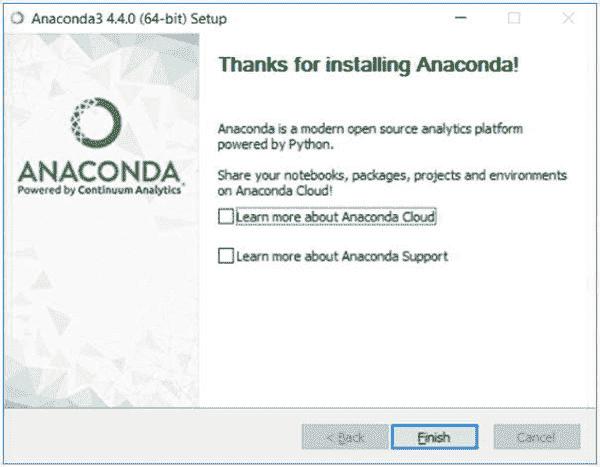 Anaconda3 4.4.0 (64-bit) Setup
Thanks for installing Anaconda!
ANACONDA
Powered by Continuum Analytics®
Anaconda is a modern open source analytics platform
powered by Python.
Share your notebooks, packages, projects and environments
on Anaconda Cloud!
Learn more about Anaconda Cloud
Learn more about Anaconda Support
< Back
Finish
Cancel